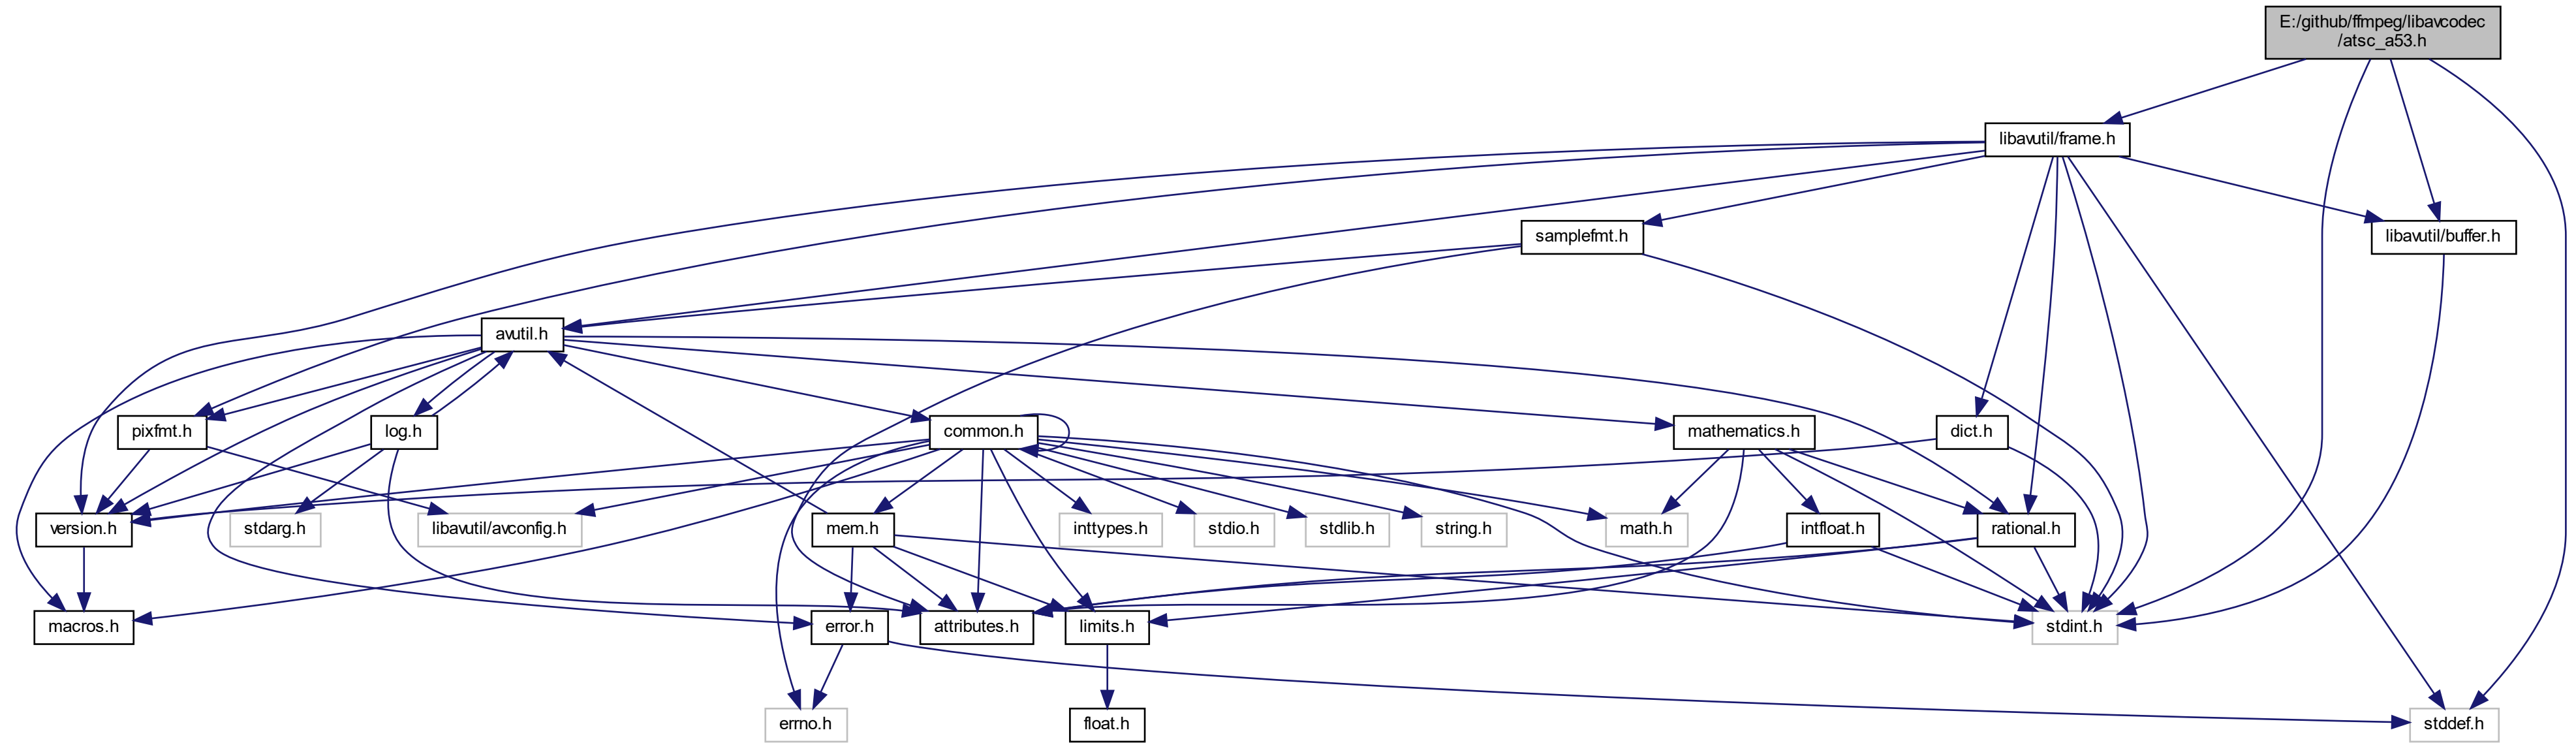 E:/github/ffmpeg/libavcodec
/atsc_a53.h
libavutil/frame.h
samplefmt.h
libavutil/buffer.h
avutil.h
pixfmt.h
log.h
common.h
mathematics.h
dict.h
version.h
stdarg.h
libavutil/avconfig.h
mem.h
inttypes.h
stdio.h
stdlib.h
string.h
math.h
intfloat.h
rational.h
macros.h
error.h
attributes.h
limits.h
stdint.h
errno.h
float.h
stddef.h